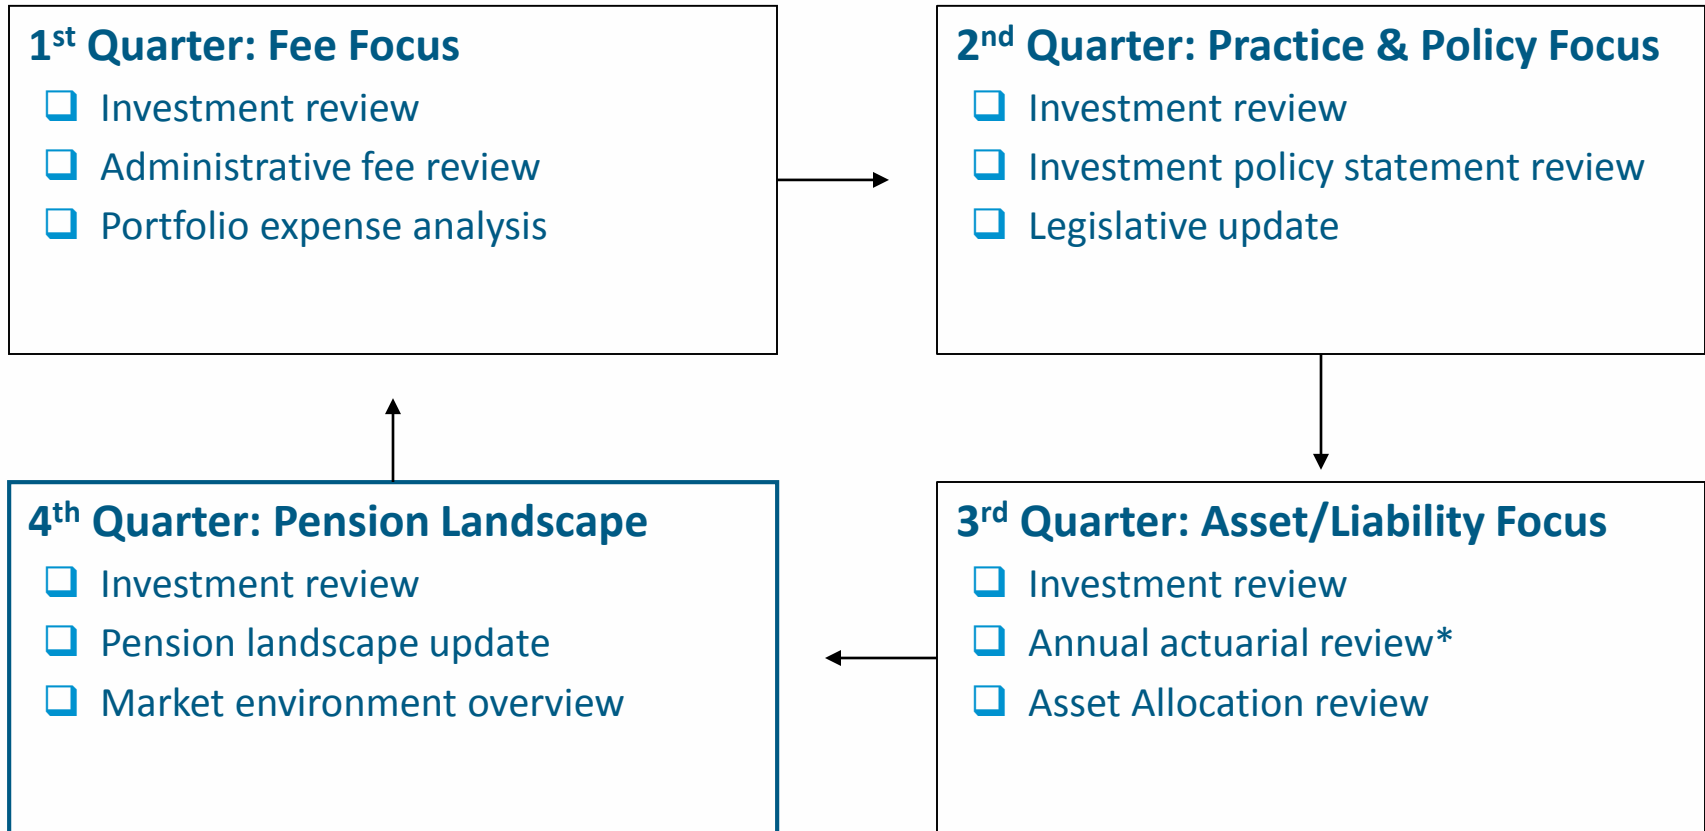 1st Quarter: Fee Focus
❑ Investment review
❑ Administrative fee review
❑ Portfolio expense analysis
2nd Quarter: Practice & Policy Focus
❑ Investment review
❑ Investment policy statement review
❑ Legislative update
3rd Quarter: Asset/Liability Focus
❑ Investment review
❑ Annual actuarial review*
❑ Asset Allocation review
4th Quarter: Pension Landscape
❑ Investment review
❑ Pension landscape update
❑ Market environment overview